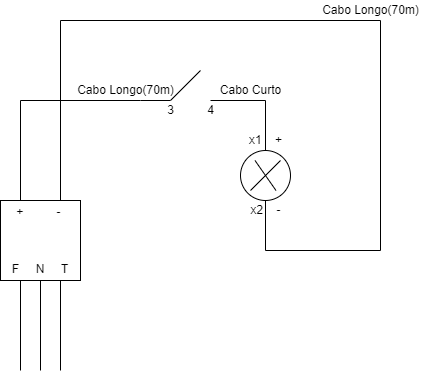 Cabo Longo(70m)
Cabo Longo(70m) Cabo Curto
3 4
x1 +
x2 -
+ -
F N T